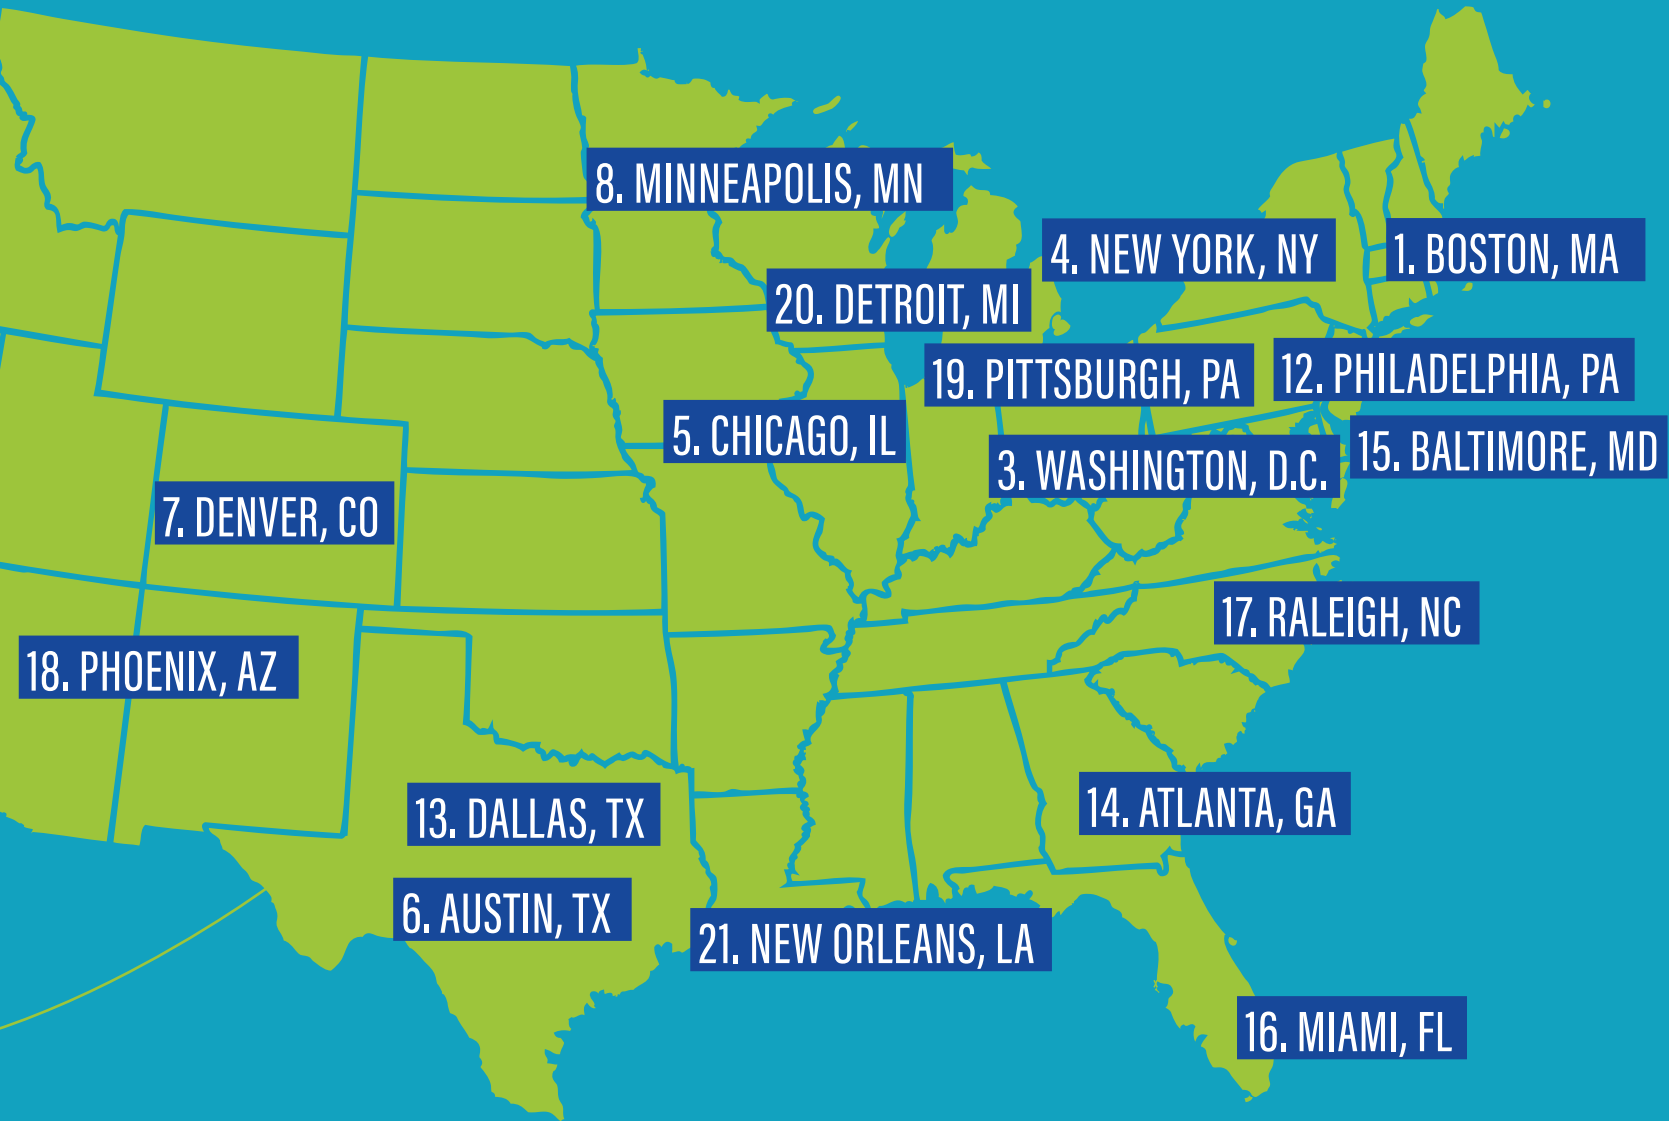 8. MINNEAPOLIS, MN
4. NEW YORK, NY
1. BOSTON, MA
20. DETROIT, MI
19. PITTSBURGH, PA
12. PHILADELPHIA, PA
5. CHICAGO, IL
3. WASHINGTON, D.C.
15. BALTIMORE, MD
7. DENVER, CO
17. RALEIGH, NC
18. PHOENIX, AZ
13. DALLAS, TX
14. ATLANTA, GA
6. AUSTIN, TX
21. NEW ORLEANS, LA
16. MIAMI, FL